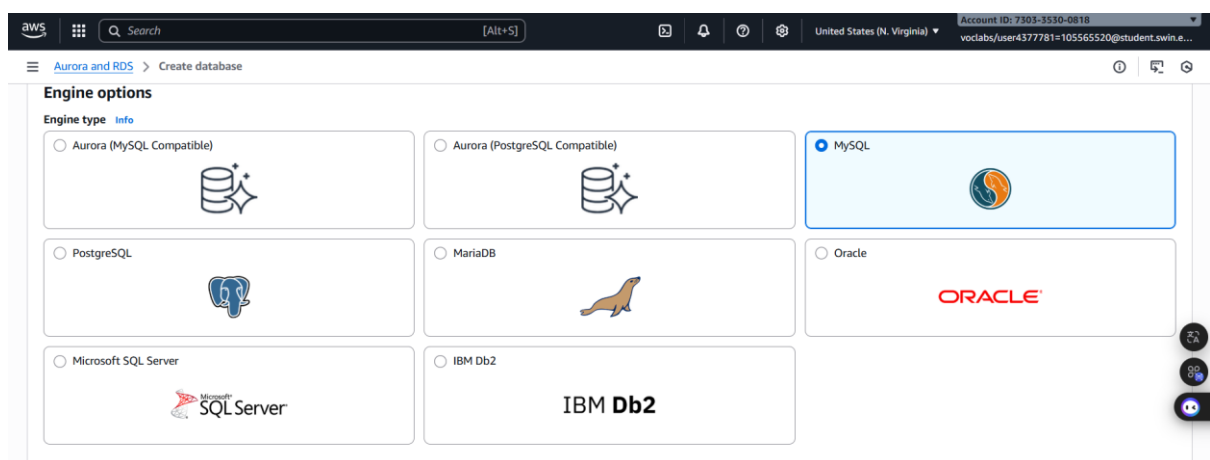 aws
Search
[Alt+S]
United States (N. Virginia)
Account ID: 7303-3530-0818
voclabs/user4377781=105565520@student.swin.e...
Aurora and RDS > Create database
Engine options
Engine type Info
Aurora (MySQL Compatible)
Aurora (PostgreSQL Compatible)
MySQL
PostgreSQL
MariaDB
Oracle
ORACLE
Microsoft SQL Server
IBM Db2
Microsoft
SQL Server
IBM Db2